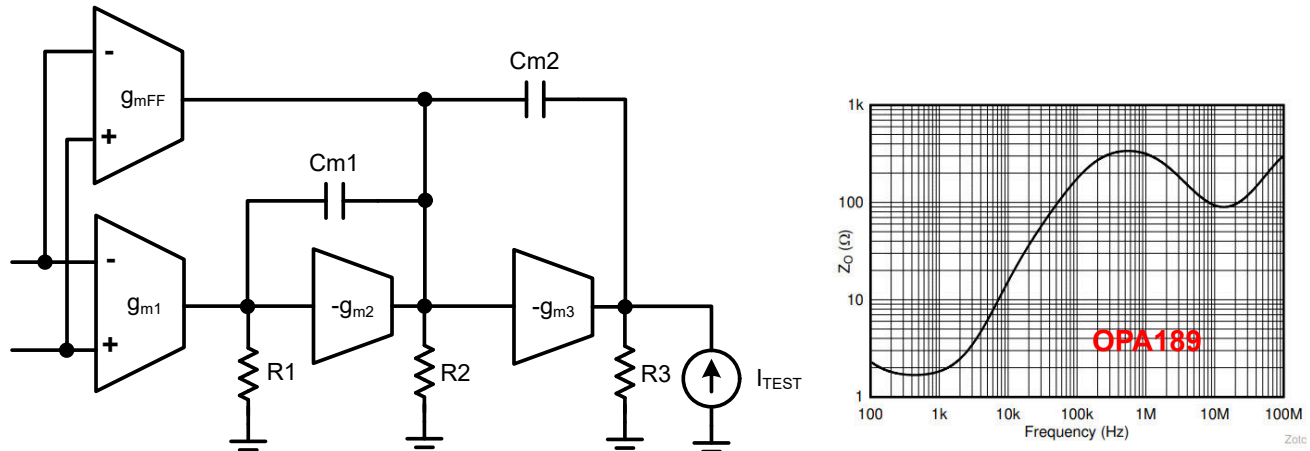 -
gmFF
+
Cm2
Cm1
-
gm1
+
-gm2
-gm3
R1
R2
R3
ITEST
1k
100
10
1
ZO (Ω)
OPA189
100 1k 10k 100k 1M 10M 100M
Frequency (Hz)
Zotc